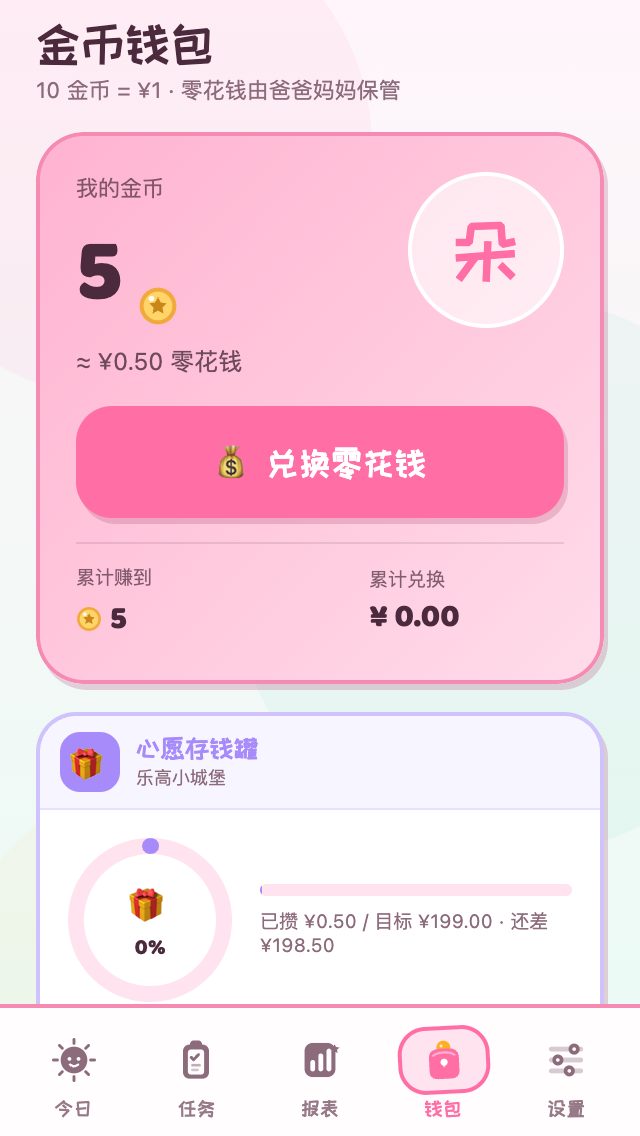 金币钱包
10 金币 = ¥1 · 零花钱由爸爸妈妈保管
我的金币
朵
5
≈ ¥0.50 零花钱
兑换零花钱
累计赚到
5
累计兑换
¥ 0.00
心愿存钱罐
乐高小城堡
0%
已攒 ¥0.50 / 目标 ¥199.00 · 还差
¥198.50
今日
任务
报表
钱包
设置